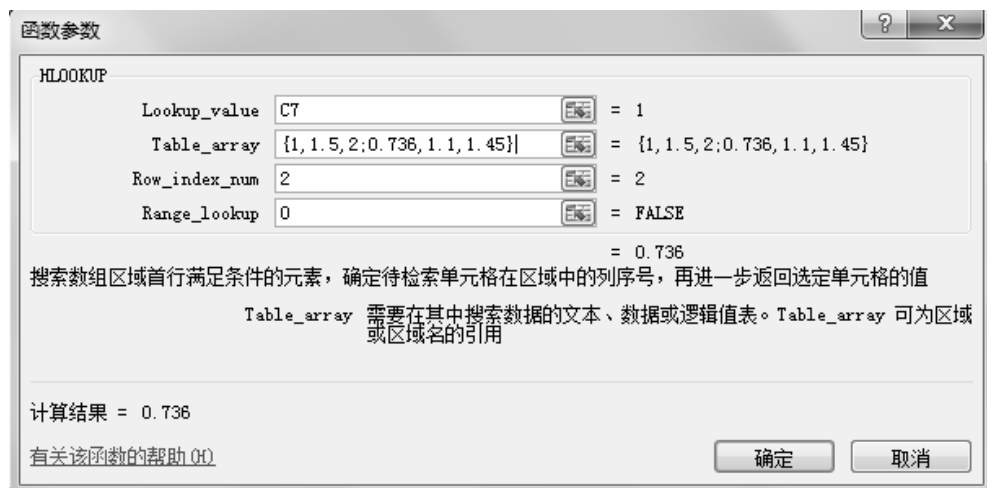 函数参数
HLOOKUP
Lookup_value C7 = 1
Table_array {1,1.5,2;0.736,1.1,1.45} = {1,1.5,2;0.736,1.1,1.45}
Row_index_num 2 = 2
Range_lookup 0 = FALSE
= 0.736
搜索数组区域首行满足条件的元素，确定待检索单元格在区域中的列序号，再进一步返回选定单元格的值
Table_array 需要在其中搜索数据的文本、数据或逻辑值表。Table_array 可为区域
或区域名的引用
计算结果 = 0.736
有关该函数的帮助(H)
确定 取消